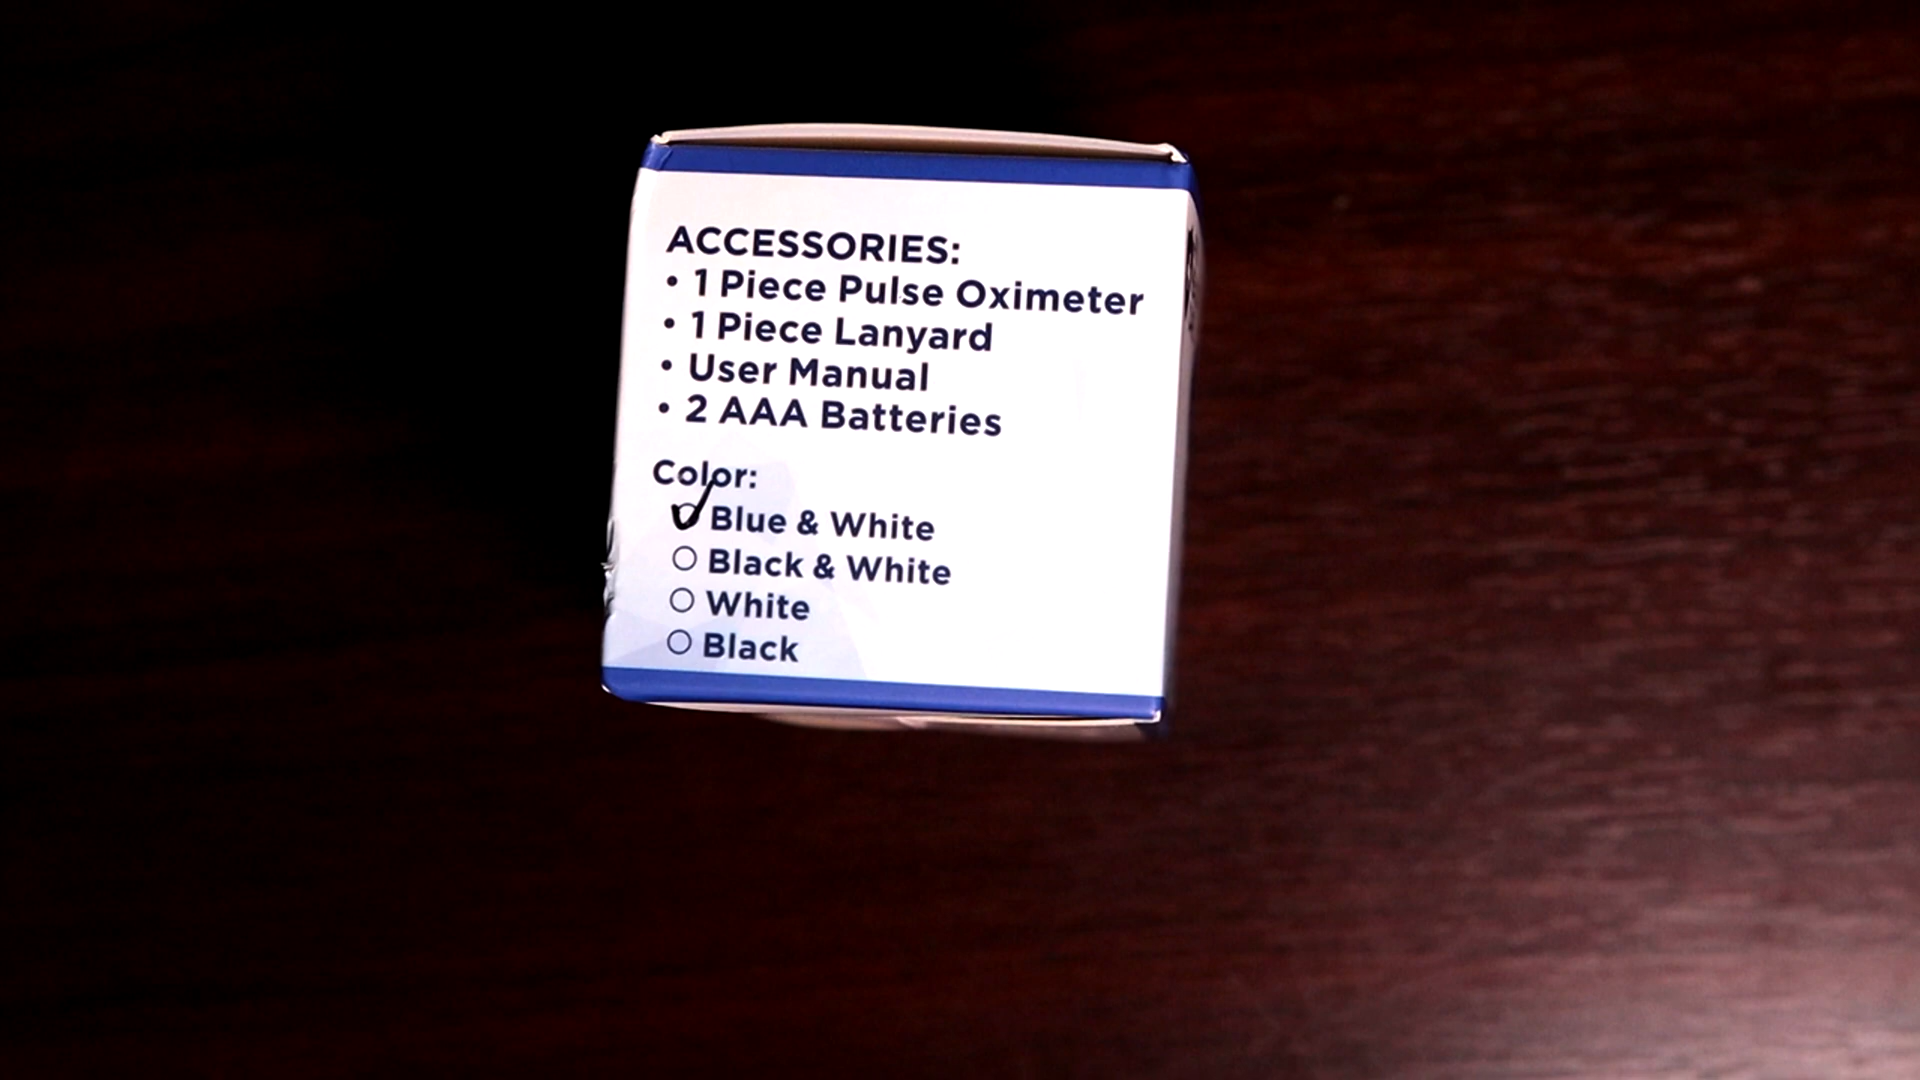 ACCESSORIES:
• 1 Piece Pulse Oximeter
• 1 Piece Lanyard
• User Manual
• 2 AAA Batteries
Color:
Blue & White
Black & White
White
Black